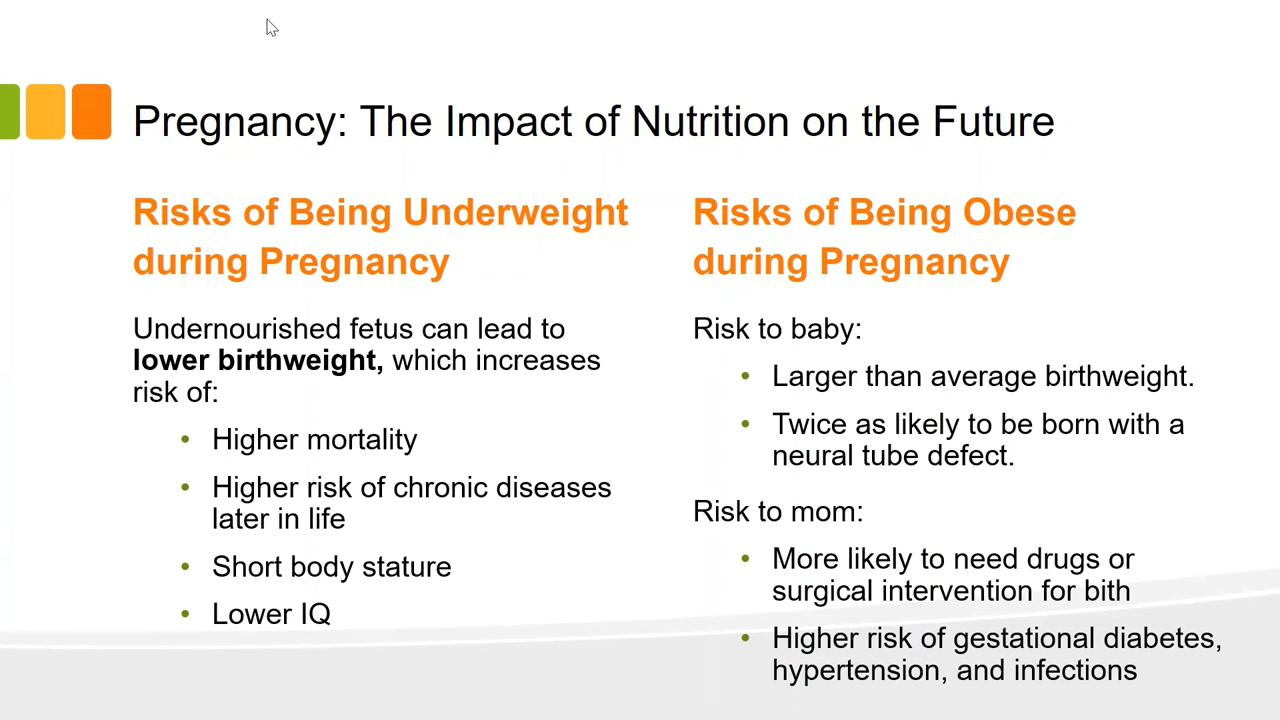 Pregnancy: The Impact of Nutrition on the Future
Risks of Being Underweight
during Pregnancy
Undernourished fetus can lead to
lower birthweight, which increases
risk of:
• Higher mortality
• Higher risk of chronic diseases
later in life
• Short body stature
• Lower IQ
Risks of Being Obese
during Pregnancy
Risk to baby:
• Larger than average birthweight.
• Twice as likely to be born with a
neural tube defect.
Risk to mom:
• More likely to need drugs or
surgical intervention for bith
• Higher risk of gestational diabetes,
hypertension, and infections